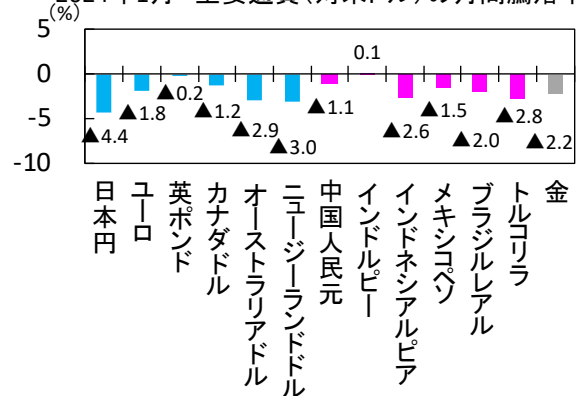 2024年1月 主要通貨(対米ドル)の月間騰落率
(%)
5
0
-5
-10
▲4.4
▲1.8
▲0.2
▲1.2
▲2.9
▲3.0
▲1.1
0.1
▲2.6
▲1.5
▲2.0
▲2.8
▲2.2
日本円
ユーロ
英ポンド
カナダドル
オーストラリアドル
ニュージーランドドル
中国人民元
インドルピー
インドネシアルピア
メキシコペソ
ブラジルレアル
トルコリラ
金